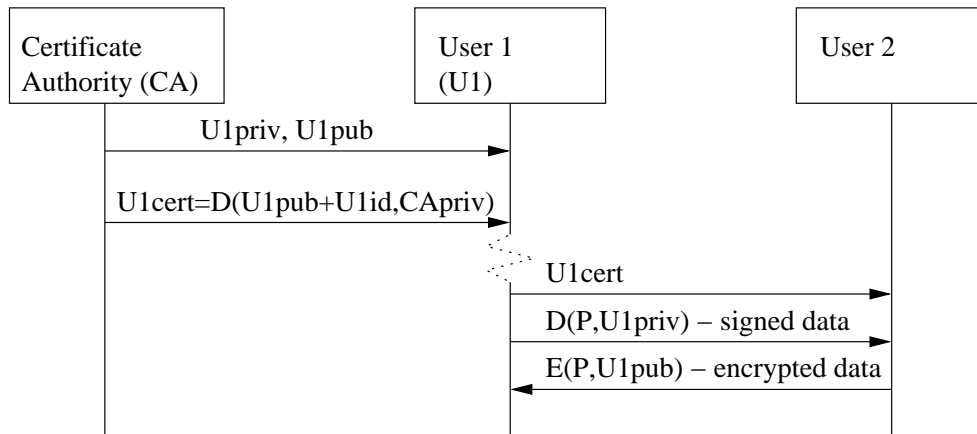 Certificate
Authority (CA)
User 1
(U1)
User 2
U1priv, U1pub
U1cert=D(U1pub+U1id,CApriv)
U1cert
D(P,U1priv) – signed data
E(P,U1pub) – encrypted data